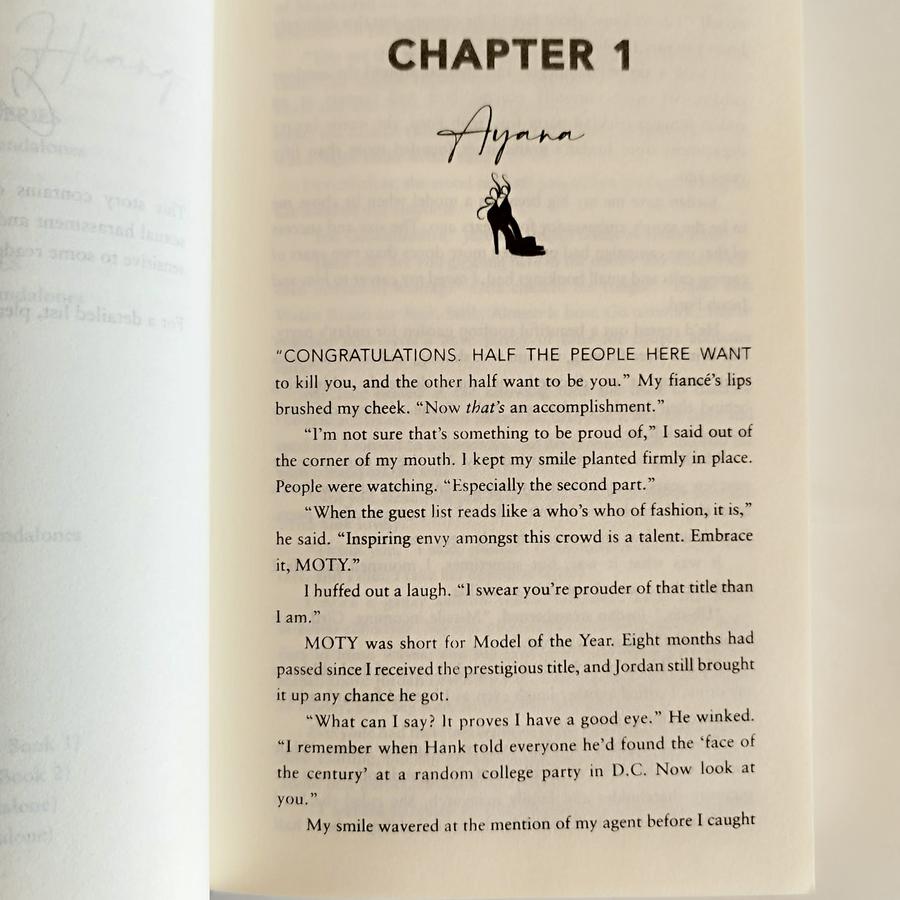 CHAPTER 1
Ayana
“CONGRATULATIONS. HALF THE PEOPLE HERE WANT
to kill you, and the other half want to be you.” My fiancé’s lips
brushed my cheek. “Now that’s an accomplishment.”
“I’m not sure that’s something to be proud of,” I said out of
the corner of my mouth. I kept my smile planted firmly in place.
People were watching. “Especially the second part.”
“When the guest list reads like a who’s who of fashion, it is,”
he said. “Inspiring envy amongst this crowd is a talent. Embrace
it, MOTY.”
I huffed out a laugh. “I swear you’re prouder of that title than
I am.”
MOTY was short for Model of the Year. Eight months had
passed since I received the prestigious title, and Jordan still brought
it up any chance he got.
“What can I say? It proves I have a good eye.” He winked.
“I remember when Hank told everyone he’d found the ‘face of
the century’ at a random college party in D.C. Now look at
you.”
My smile wavered at the mention of my agent before I caught